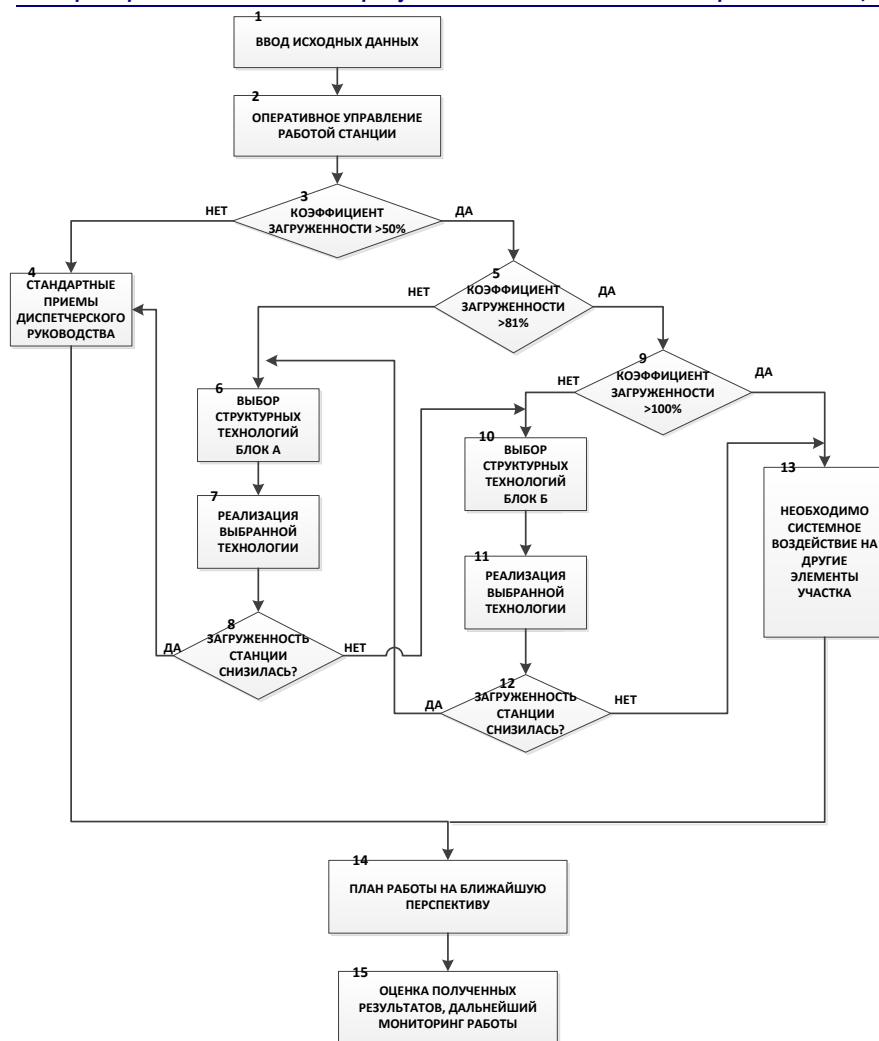 1
ВВОД ИСХОДНЫХ ДАННЫХ
2
ОПЕРАТИВНОЕ УПРАВЛЕНИЕ
РАБОТОЙ СТАНЦИИ
3
КОЭФФИЦИЕНТ
ЗАГРУЖЕННОСТИ >50%
НЕТ
ДА
4
СТАНДАРТНЫЕ
ПРИЕМЫ
ДИСПЕТЧЕРСКОГО
РУКОВОДСТВА
5
КОЭФФИЦИЕНТ
ЗАГРУЖЕННОСТИ
>81%
НЕТ
ДА
6
ВЫБОР
СТРУКТУРНЫХ
ТЕХНОЛОГИЙ
БЛОК А
7
РЕАЛИЗАЦИЯ
ВЫБРАННОЙ
ТЕХНОЛОГИИ
8
ЗАГРУЖЕННОСТЬ
СТАНЦИИ
СНИЗИЛАСЬ?
ДА
НЕТ
9
КОЭФФИЦИЕНТ
ЗАГРУЖЕННОСТИ
>100%
НЕТ
ДА
10
ВЫБОР
СТРУКТУРНЫХ
ТЕХНОЛОГИЙ
БЛОК Б
11
РЕАЛИЗАЦИЯ
ВЫБРАННОЙ
ТЕХНОЛОГИИ
12
ЗАГРУЖЕННОСТЬ
СТАНЦИИ
СНИЗИЛАСЬ?
ДА
НЕТ
13
НЕОБХОДИМО
СИСТЕМНОЕ
ВОЗДЕЙСТВИЕ НА
ДРУГИЕ
ЭЛЕМЕНТЫ
УЧАСТКА
14
ПЛАН РАБОТЫ НА БЛИЖАЙШУЮ
ПЕРСПЕКТИВУ
15
ОЦЕНКА ПОЛУЧЕННЫХ
РЕЗУЛЬТАТОВ, ДАЛЬНЕЙШИЙ
МОНИТОРИНГ РАБОТЫ